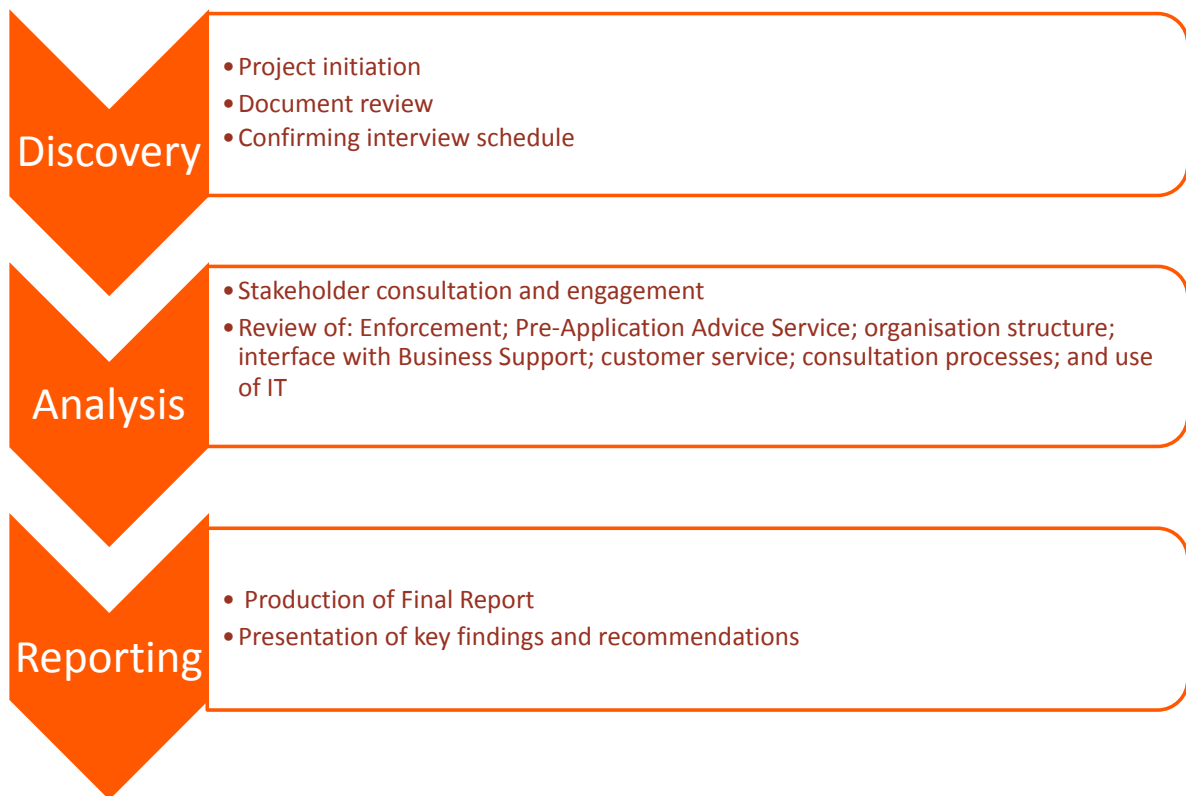 Discovery
• Project initiation
• Document review
• Confirming interview schedule
Analysis
• Stakeholder consultation and engagement
• Review of: Enforcement; Pre-Application Advice Service; organisation structure;
interface with Business Support; customer service; consultation processes; and use
of IT
Reporting
• Production of Final Report
• Presentation of key findings and recommendations